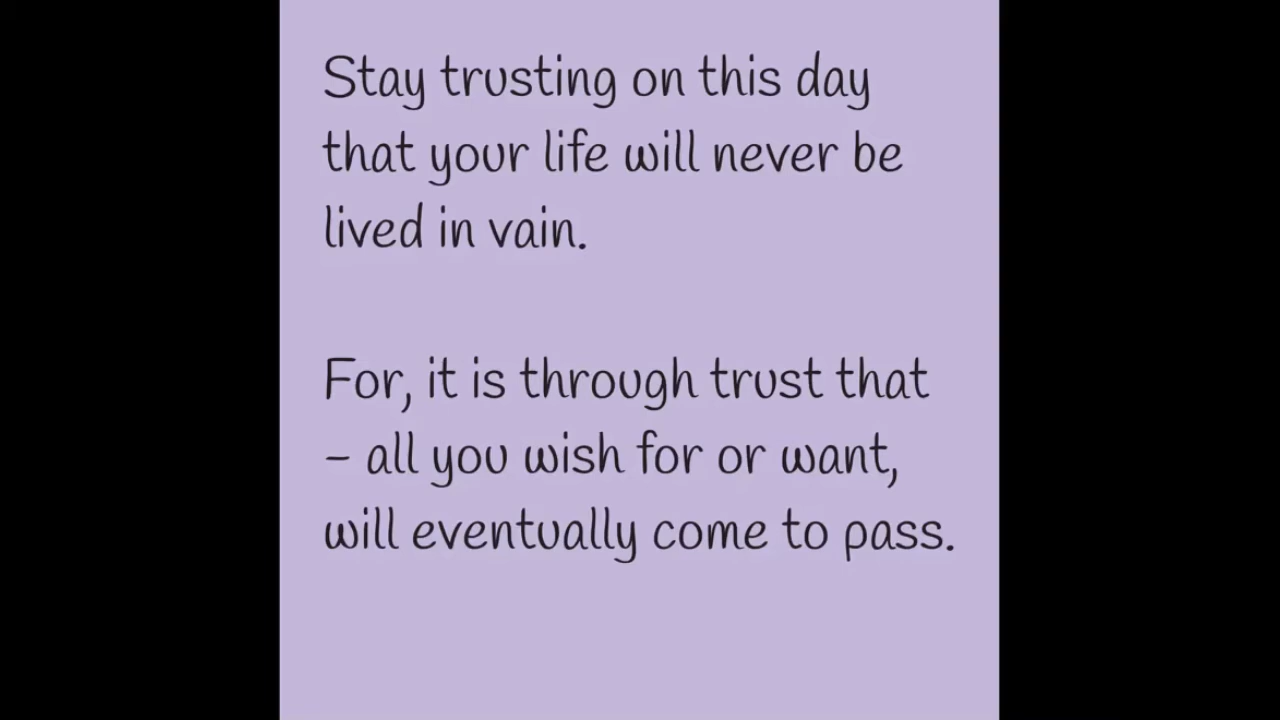 Stay trusting on this day
that your life will never be
lived in vain.
For, it is through trust that
– all you wish for or want,
will eventually come to pass.